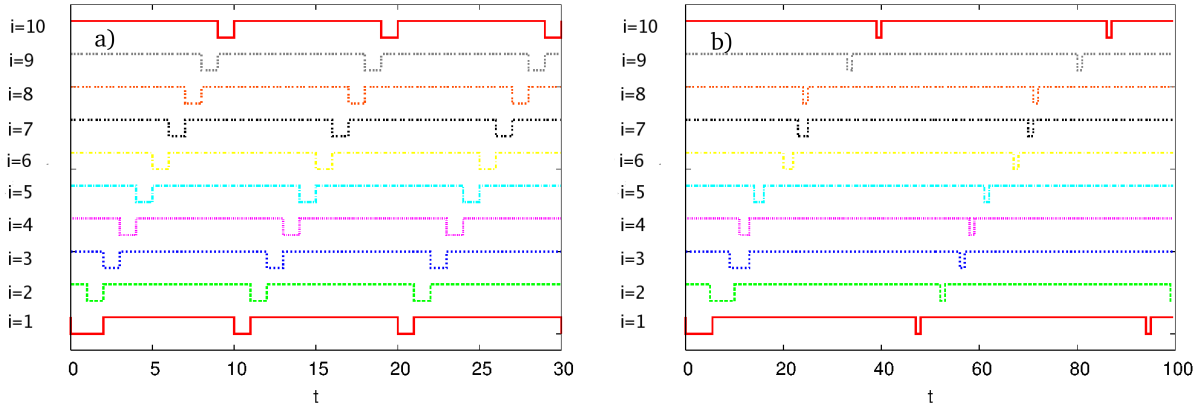 a)
i=10
i=9
i=8
i=7
i=6
i=5
i=4
i=3
i=2
i=1
0 5 10 15 20 25 30
t
b)
i=10
i=9
i=8
i=7
i=6
i=5
i=4
i=3
i=2
i=1
0 20 40 60 80 100
t